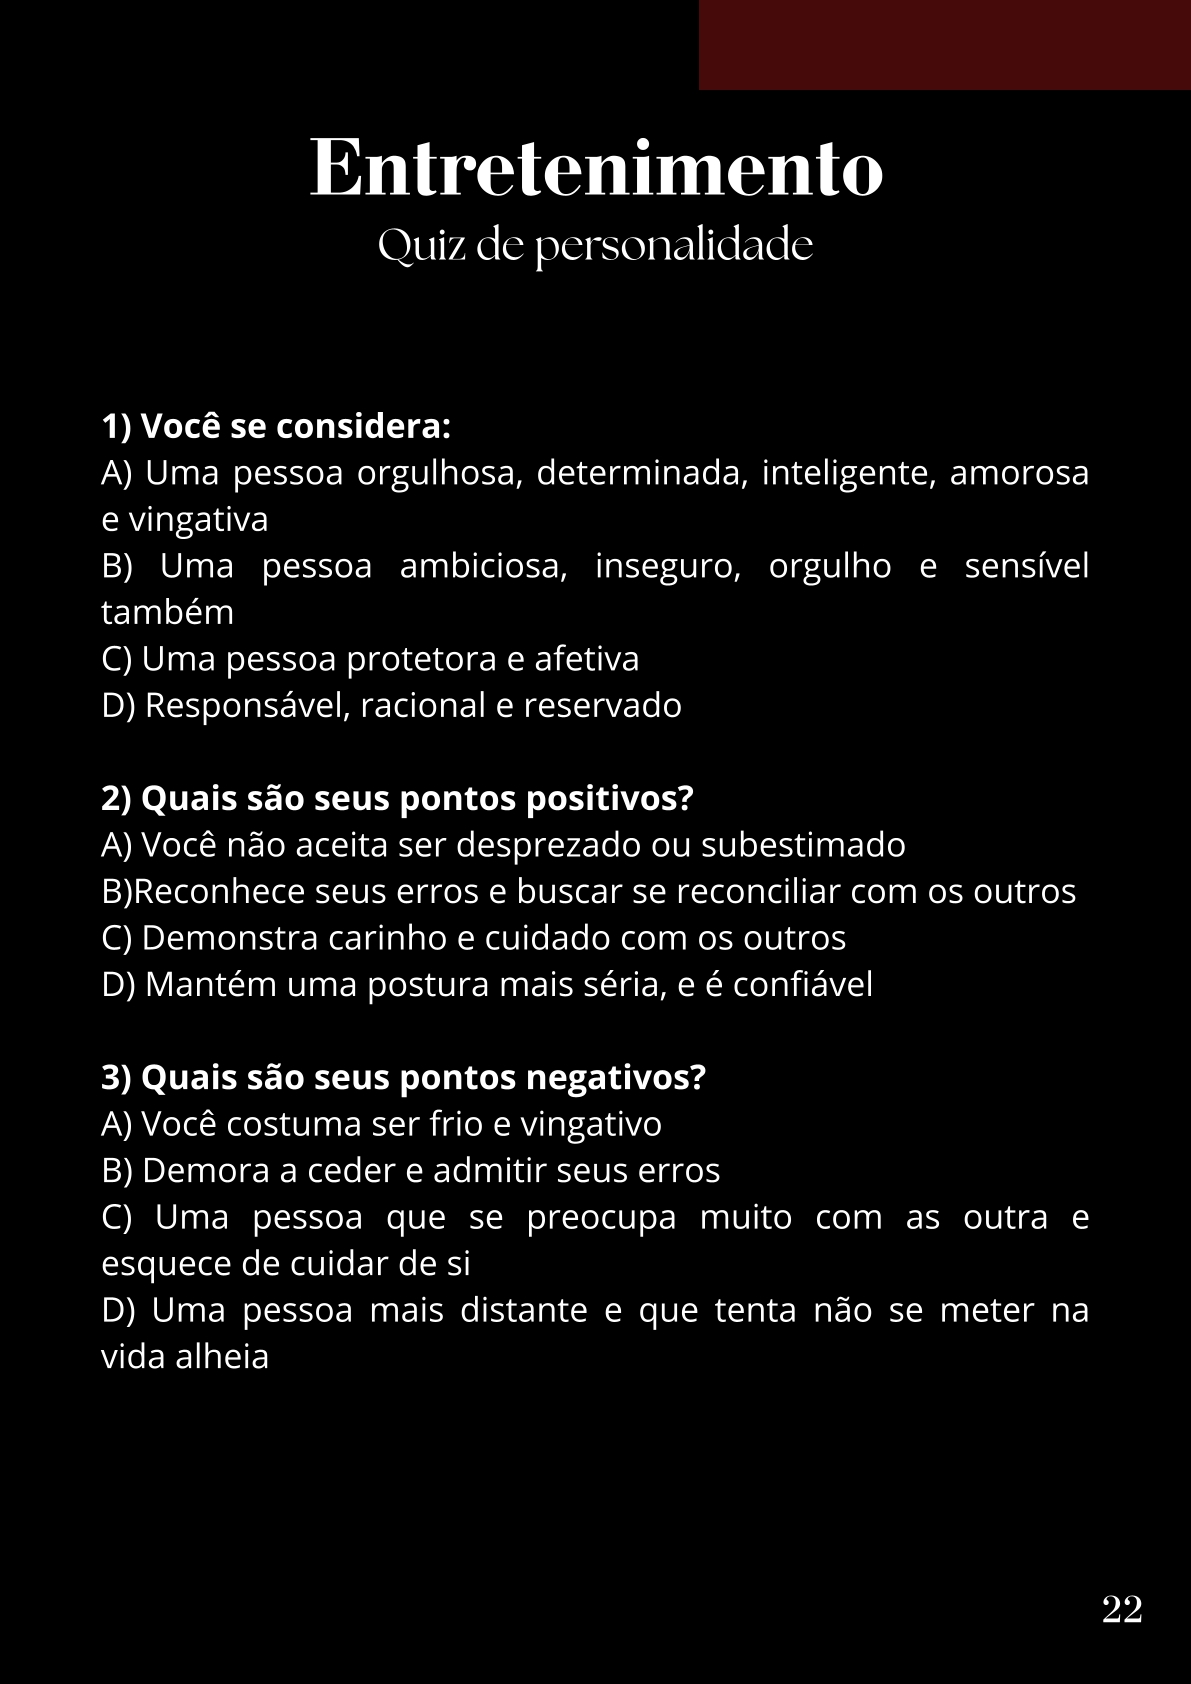 Entretenimento
Quiz de personalidade
1) Você se considera:
A) Uma pessoa orgulhosa, determinada, inteligente, amorosa
e vingativa
B) Uma pessoa ambiciosa, inseguro, orgulho e sensível
também
C) Uma pessoa protetora e afetiva
D) Responsável, racional e reservado
2) Quais são seus pontos positivos?
A) Você não aceita ser desprezado ou subestimado
B)Reconhece seus erros e buscar se reconciliar com os outros
C) Demonstra carinho e cuidado com os outros
D) Mantém uma postura mais séria, e é confiável
3) Quais são seus pontos negativos?
A) Você costuma ser frio e vingativo
B) Demora a ceder e admitir seus erros
C) Uma pessoa que se preocupa muito com as outra e
esquece de cuidar de si
D) Uma pessoa mais distante e que tenta não se meter na
vida alheia
22